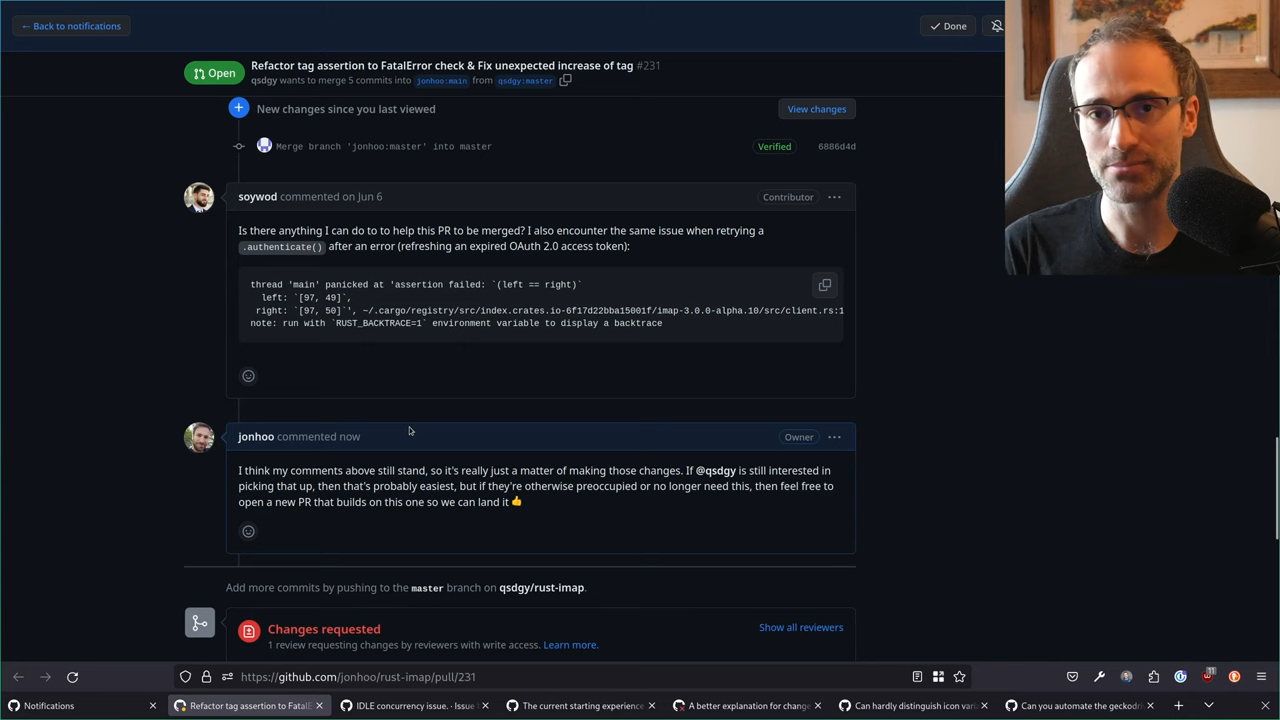 ← Back to notifications
Done
Open
Refactor tag assertion to FatalError check & Fix unexpected increase of tag #231
qsdgy wants to merge 5 commits into jonhoo:main from qsdgy:master
New changes since you last viewed
View changes
Merge branch 'jonhoo:master' into master
Verified
6886d4d
soywod commented on Jun 6
Contributor
Is there anything I can do to to help this PR to be merged? I also encounter the same issue when retrying a
.authenticate() after an error (refreshing an expired OAuth 2.0 access token):
thread 'main' panicked at 'assertion failed: `(left == right)`
left: `[97, 49]`,
right: `[97, 50]`', ~/.cargo/registry/src/index.crates.io-6f17d22bba15001f/imap-3.0.0-alpha.10/src/client.rs:1
note: run with `RUST_BACKTRACE=1` environment variable to display a backtrace
jonhoo commented now
Owner
I think my comments above still stand, so it's really just a matter of making those changes. If @qsdgy is still interested in
picking that up, then that's probably easiest, but if they're otherwise preoccupied or no longer need this, then feel free to
open a new PR that builds on this one so we can land it 👍
Add more commits by pushing to the master branch on qsdgy/rust-imap.
Changes requested
1 review requesting changes by reviewers with write access. Learn more.
Show all reviewers
https://github.com/jonhoo/rust-imap/pull/231
11
Notifications
Refactor tag assertion to FatalE
IDLE concurrency issue. · Issue
The current starting experience
A better explanation for change
Can hardly distinguish icon varia
Can you automate the geckodriv